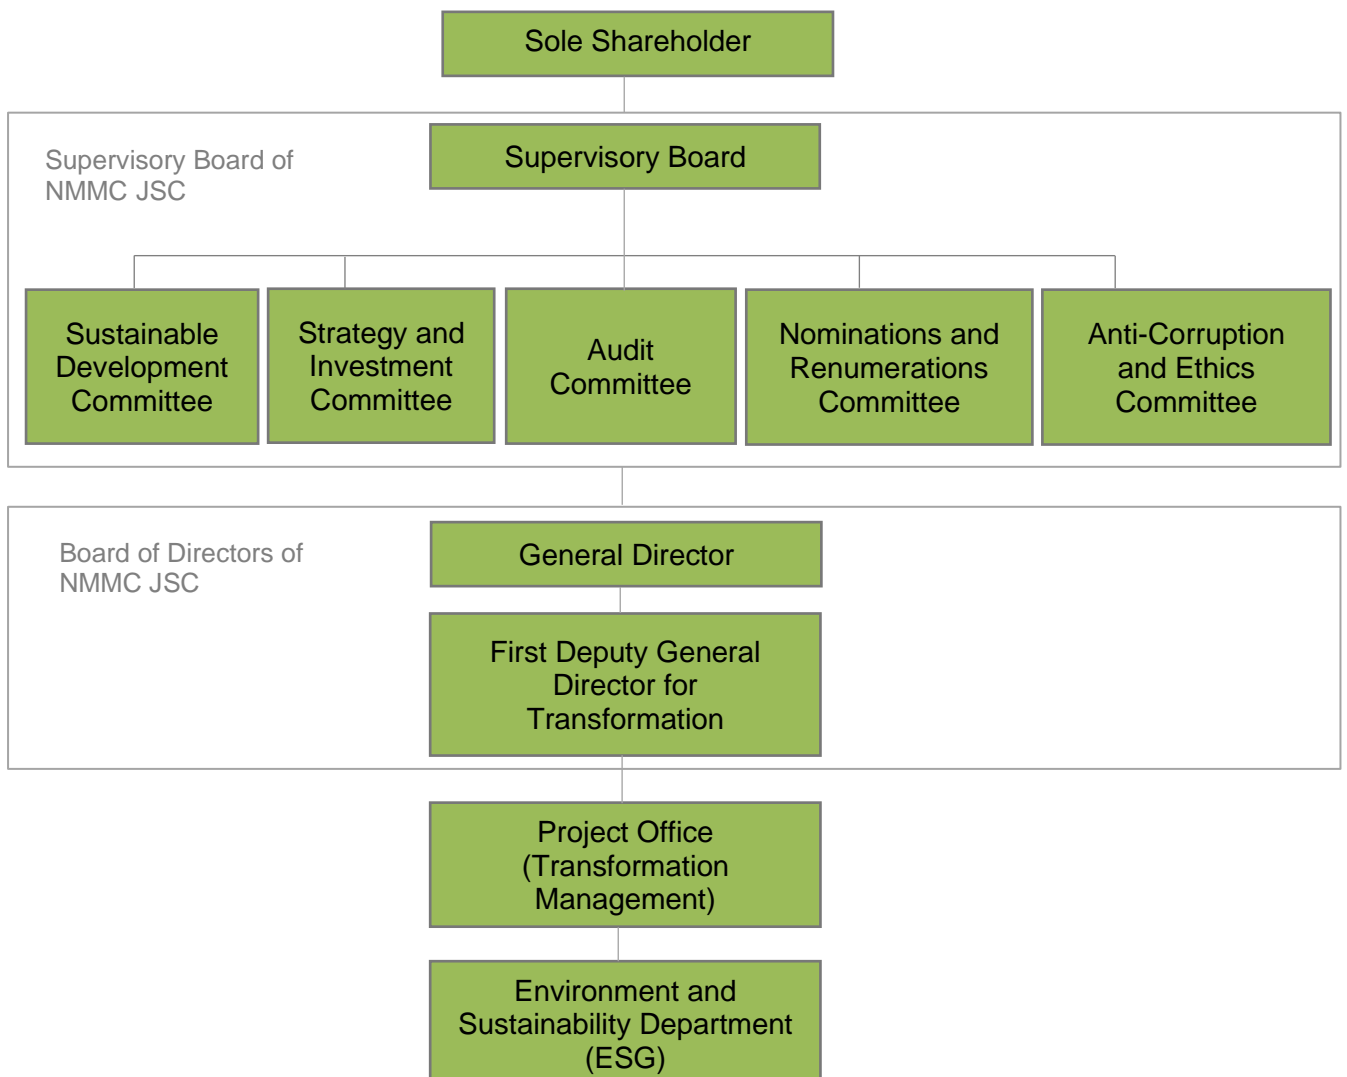 Sole Shareholder
Supervisory Board of
NMMC JSC
Supervisory Board
Sustainable
Development
Committee
Strategy and
Investment
Committee
Audit
Committee
Nominations and
Renumerations
Committee
Anti-Corruption
and Ethics
Committee
Board of Directors of
NMMC JSC
General Director
First Deputy General
Director for
Transformation
Project Office
(Transformation
Management)
Environment and
Sustainability Department
(ESG)